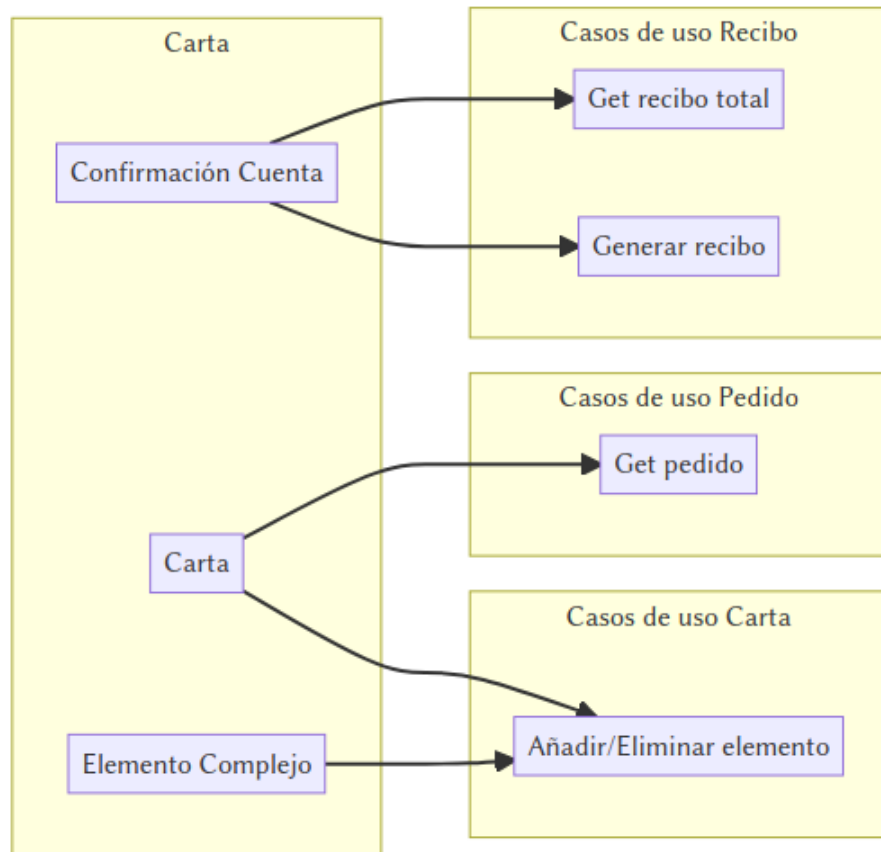 Carta
Confirmación Cuenta
Carta
Elemento Complejo
Casos de uso Recibo
Get recibo total
Generar recibo
Casos de uso Pedido
Get pedido
Casos de uso Carta
Añadir/Eliminar elemento